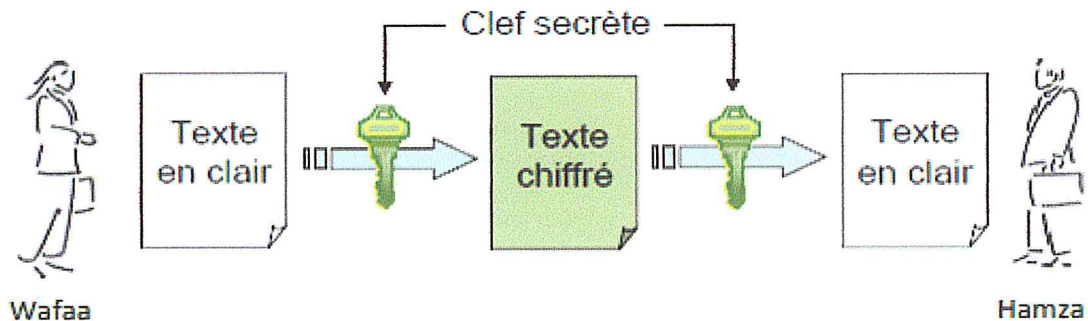 Clef secrète
Texte
en clair
Texte
chiffré
Texte
en clair
Wafaa
Hamza